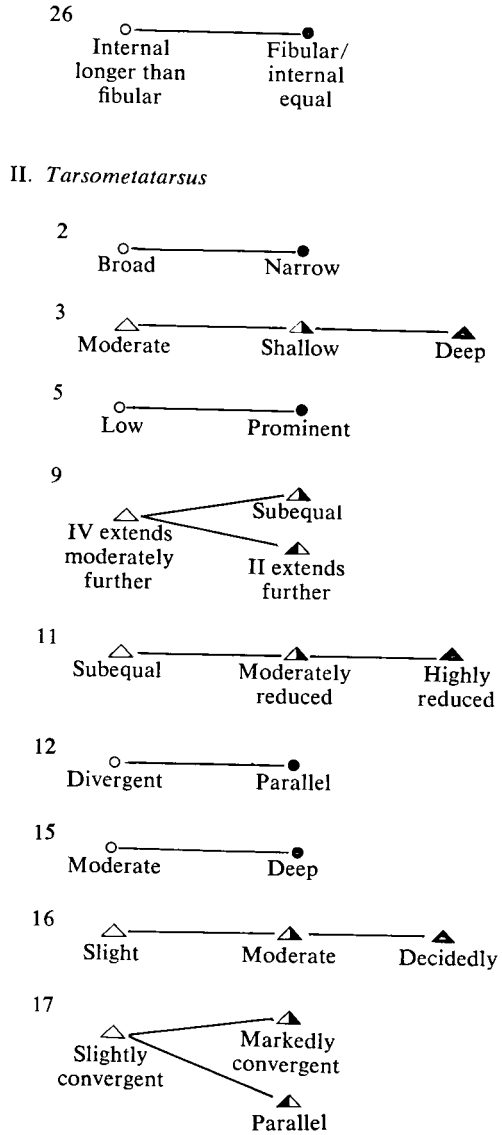 26
Internal
longer than
fibular
Fibular/
internal
equal
II. Tarsometatarsus
2
Broad
Narrow
3
Moderate
Shallow
Deep
5
Low
Prominent
9
IV extends
moderately
further
Subequal
II extends
further
11
Subequal
Moderately
reduced
Highly
reduced
12
Divergent
Parallel
15
Moderate
Deep
16
Slight
Moderate
Decidedly
17
Slightly
convergent
Markedly
convergent
Parallel